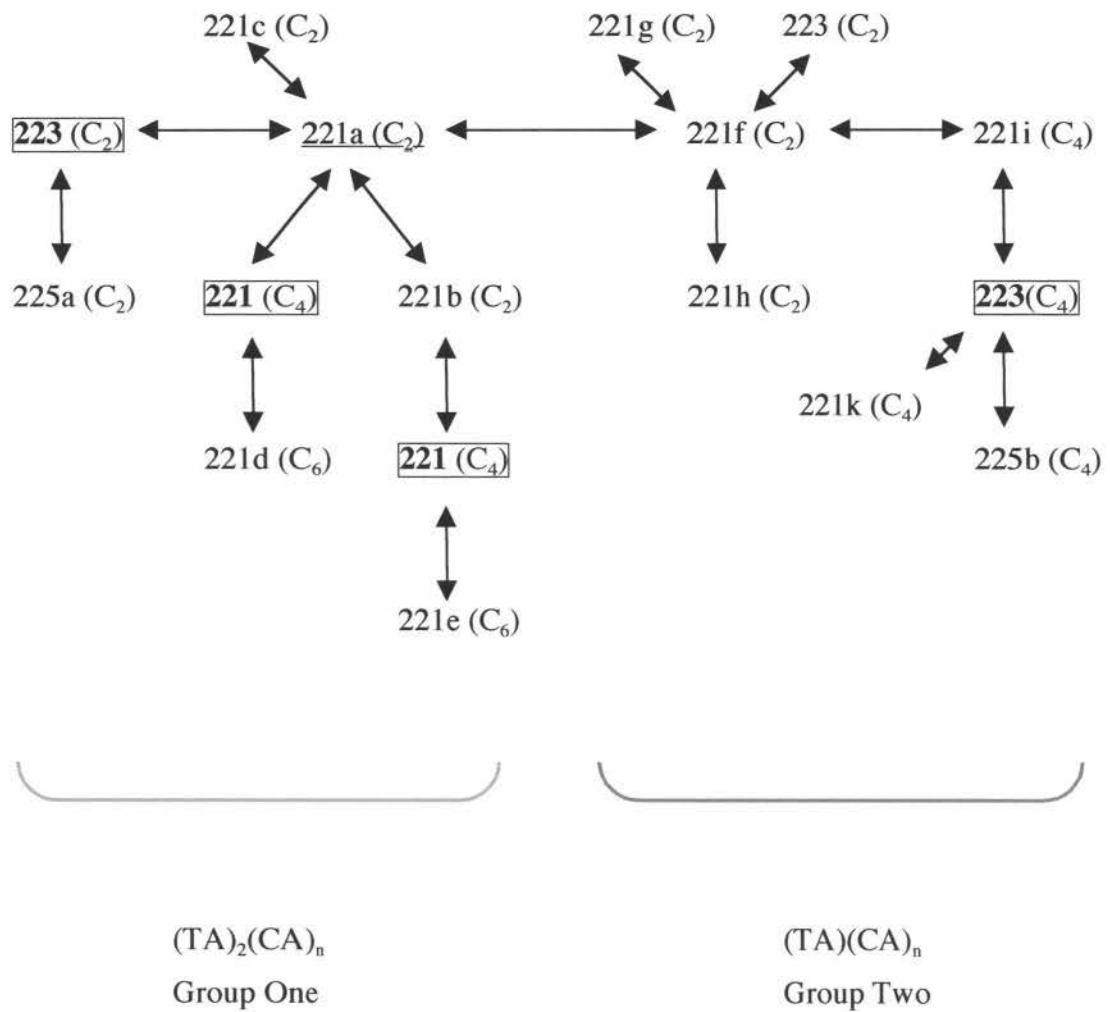 221c (C₂) 221g (C₂) 223 (C₂)
223 (C₂) 221a (C₂) 221f (C₂) 221i (C₄)
225a (C₂) 221 (C₄) 221b (C₂) 221h (C₂) 223(C₄)
221k (C₄)
221d (C₆) 221 (C₄) 225b (C₄)
221e (C₆)
(TA)₂(CA)ₙ (TA)(CA)ₙ
Group One Group Two